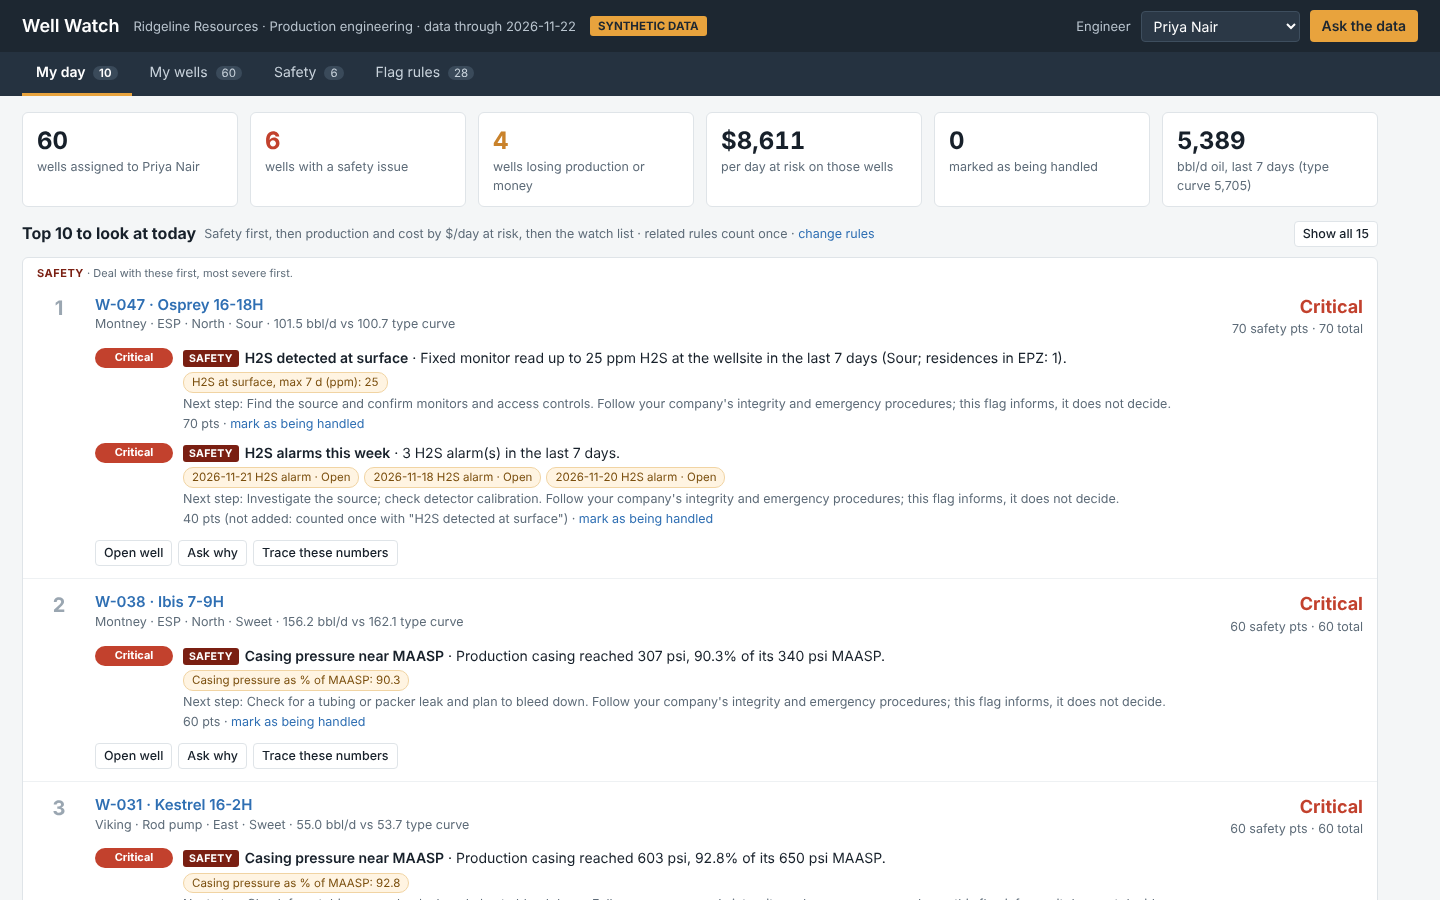 Well Watch
Ridgeline Resources · Production engineering · data through 2026-11-22
SYNTHETIC DATA
Engineer
Priya Nair
Ask the data
My day 10
My wells 60
Safety 6
Flag rules 28
60
wells assigned to Priya Nair
6
wells with a safety issue
4
wells losing production or
money
$8,611
per day at risk on those wells
0
marked as being handled
5,389
bbl/d oil, last 7 days (type
curve 5,705)
Top 10 to look at today
Safety first, then production and cost by $/day at risk, then the watch list · related rules count once · change rules
Show all 15
SAFETY · Deal with these first, most severe first.
1
W-047 · Osprey 16-18H
Montney · ESP · North · Sour · 101.5 bbl/d vs 100.7 type curve
Critical
70 safety pts · 70 total
Critical
SAFETY H2S detected at surface · Fixed monitor read up to 25 ppm H2S at the wellsite in the last 7 days (Sour; residences in EPZ: 1).
H2S at surface, max 7 d (ppm): 25
Next step: Find the source and confirm monitors and access controls. Follow your company's integrity and emergency procedures; this flag informs, it does not decide.
70 pts · mark as being handled
Critical
SAFETY H2S alarms this week · 3 H2S alarm(s) in the last 7 days.
2026-11-21 H2S alarm · Open
2026-11-18 H2S alarm · Open
2026-11-20 H2S alarm · Open
Next step: Investigate the source; check detector calibration. Follow your company's integrity and emergency procedures; this flag informs, it does not decide.
40 pts (not added: counted once with "H2S detected at surface") · mark as being handled
Open well
Ask why
Trace these numbers
2
W-038 · Ibis 7-9H
Montney · ESP · North · Sweet · 156.2 bbl/d vs 162.1 type curve
Critical
60 safety pts · 60 total
Critical
SAFETY Casing pressure near MAASP · Production casing reached 307 psi, 90.3% of its 340 psi MAASP.
Casing pressure as % of MAASP: 90.3
Next step: Check for a tubing or packer leak and plan to bleed down. Follow your company's integrity and emergency procedures; this flag informs, it does not decide.
60 pts · mark as being handled
Open well
Ask why
Trace these numbers
3
W-031 · Kestrel 16-2H
Viking · Rod pump · East · Sweet · 55.0 bbl/d vs 53.7 type curve
Critical
60 safety pts · 60 total
Critical
SAFETY Casing pressure near MAASP · Production casing reached 603 psi, 92.8% of its 650 psi MAASP.
Casing pressure as % of MAASP: 92.8